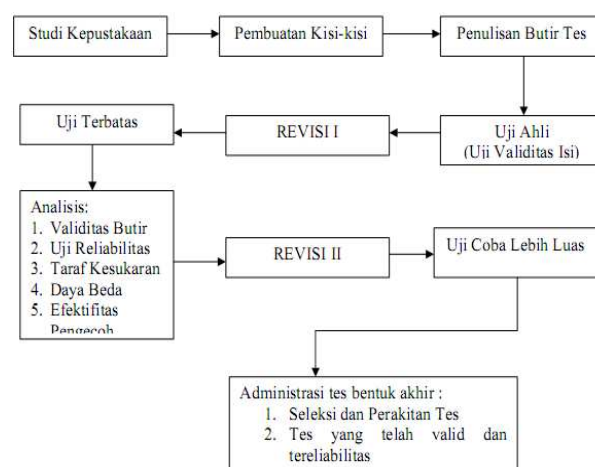 Studi Kepustakaan
Pembuatan Kisi-kisi
Penulisan Butir Tes
Uji Ahli
(Uji Validitas Isi)
REVISI I
Uji Terbatas
Analisis:
1. Validitas Butir
2. Uji Reliabilitas
3. Taraf Kesukaran
4. Daya Beda
5. Efektifitas
Pengecoh
REVISI II
Uji Coba Lebih Luas
Administrasi tes bentuk akhir :
1. Seleksi dan Perakitan Tes
2. Tes yang telah valid dan
tereliabilitas